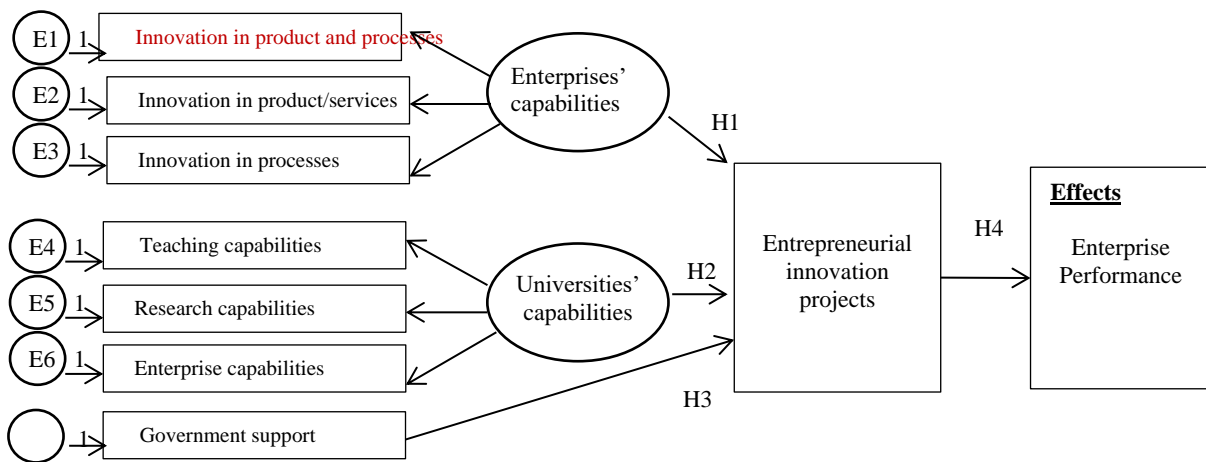 E1
1
Innovation in product and processes
E2
1
Innovation in product/services
E3
1
Innovation in processes
Enterprises’
capabilities
H1
E4
1
Teaching capabilities
E5
1
Research capabilities
E6
1
Enterprise capabilities
1
Government support
Universities’
capabilities
H2
H3
Entrepreneurial
innovation
projects
H4
Effects
Enterprise
Performance